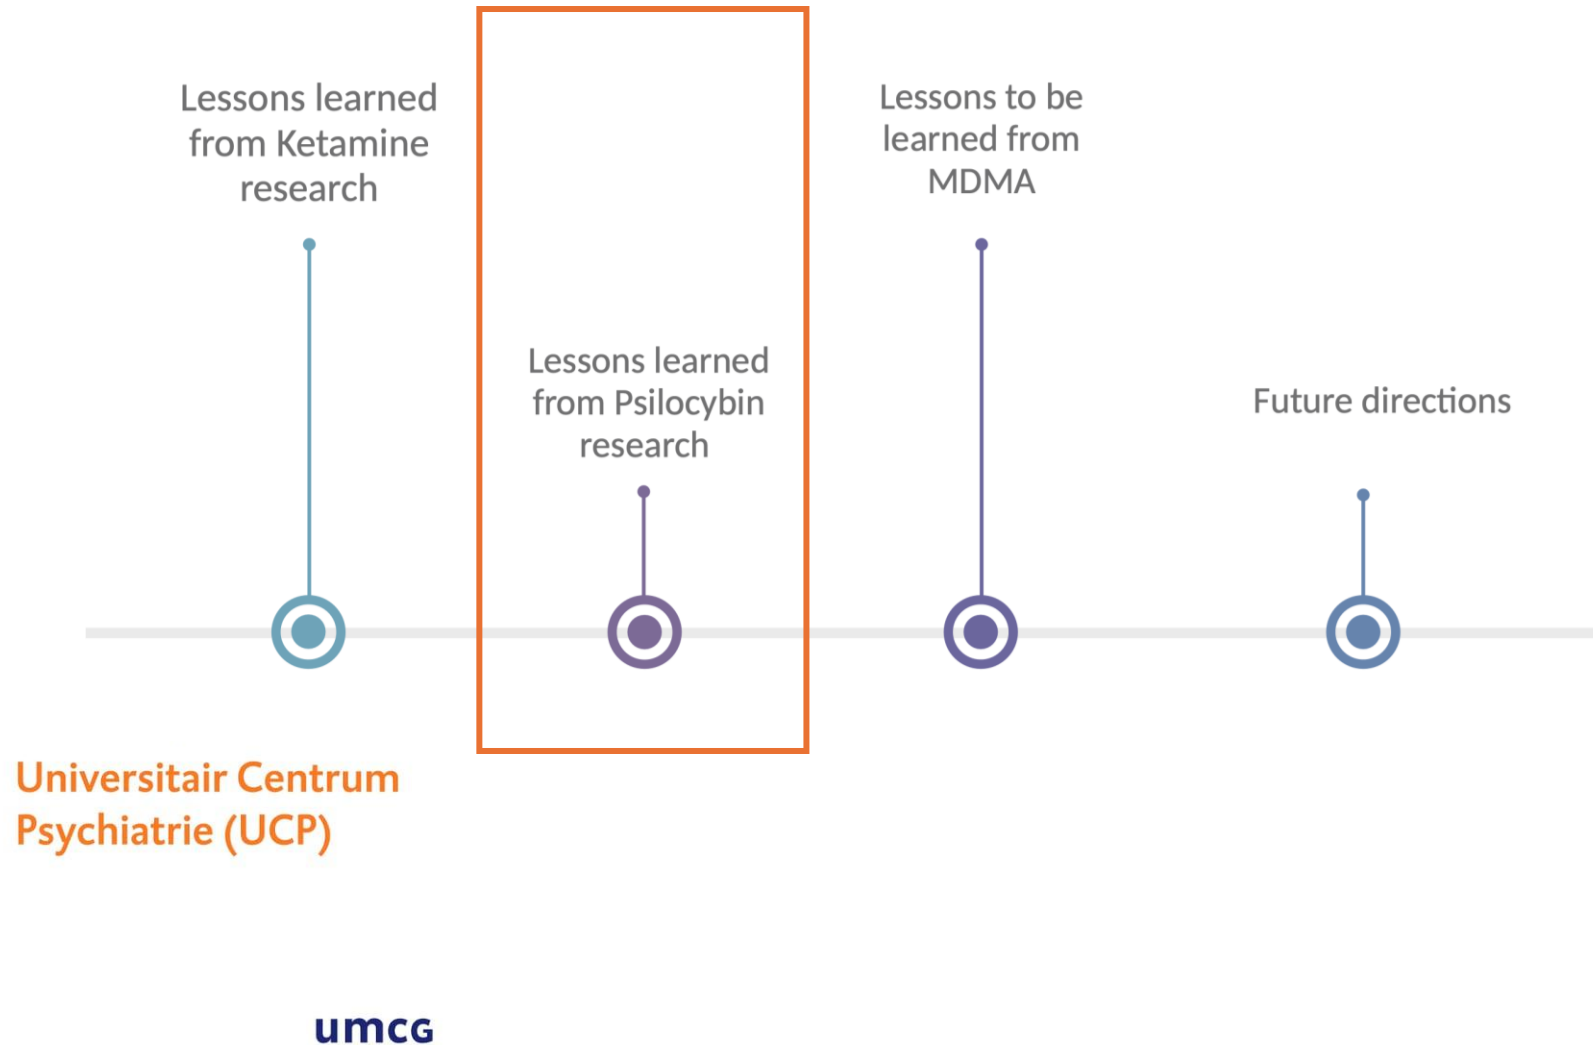 Lessons learned
from Ketamine
research
Lessons learned
from Psilocybin
research
Lessons to be
learned from
MDMA
Future directions
Universitair Centrum
Psychiatrie (UCP)
umcg